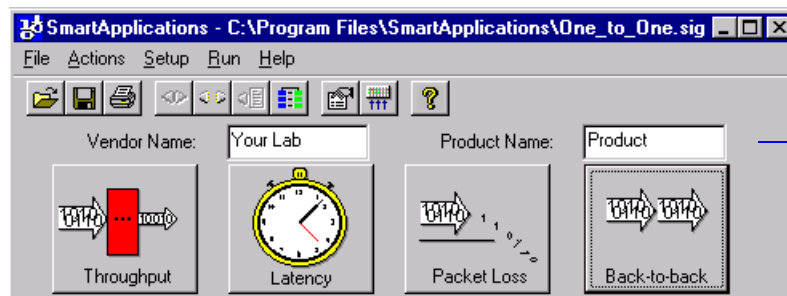 SmartApplications - C:\Program Files\SmartApplications\One_to_One.sig
File Actions Setup Run Help
Vendor Name: Your Lab Product Name: Product
Throughput Latency Packet Loss Back-to-back